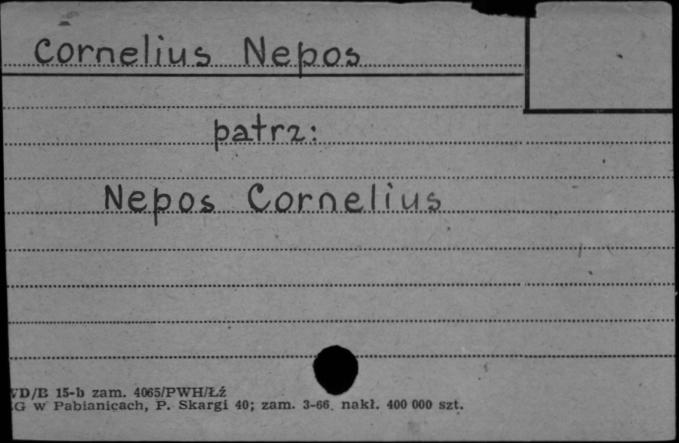 Cornelius Nepos
patrz:
Nepos Cornelius
VD/B 15-b zam. 4065/PWH/Łź
G w Pabianicach, P. Skargi 40; zam. 3-66. nakł. 400 000 szt.